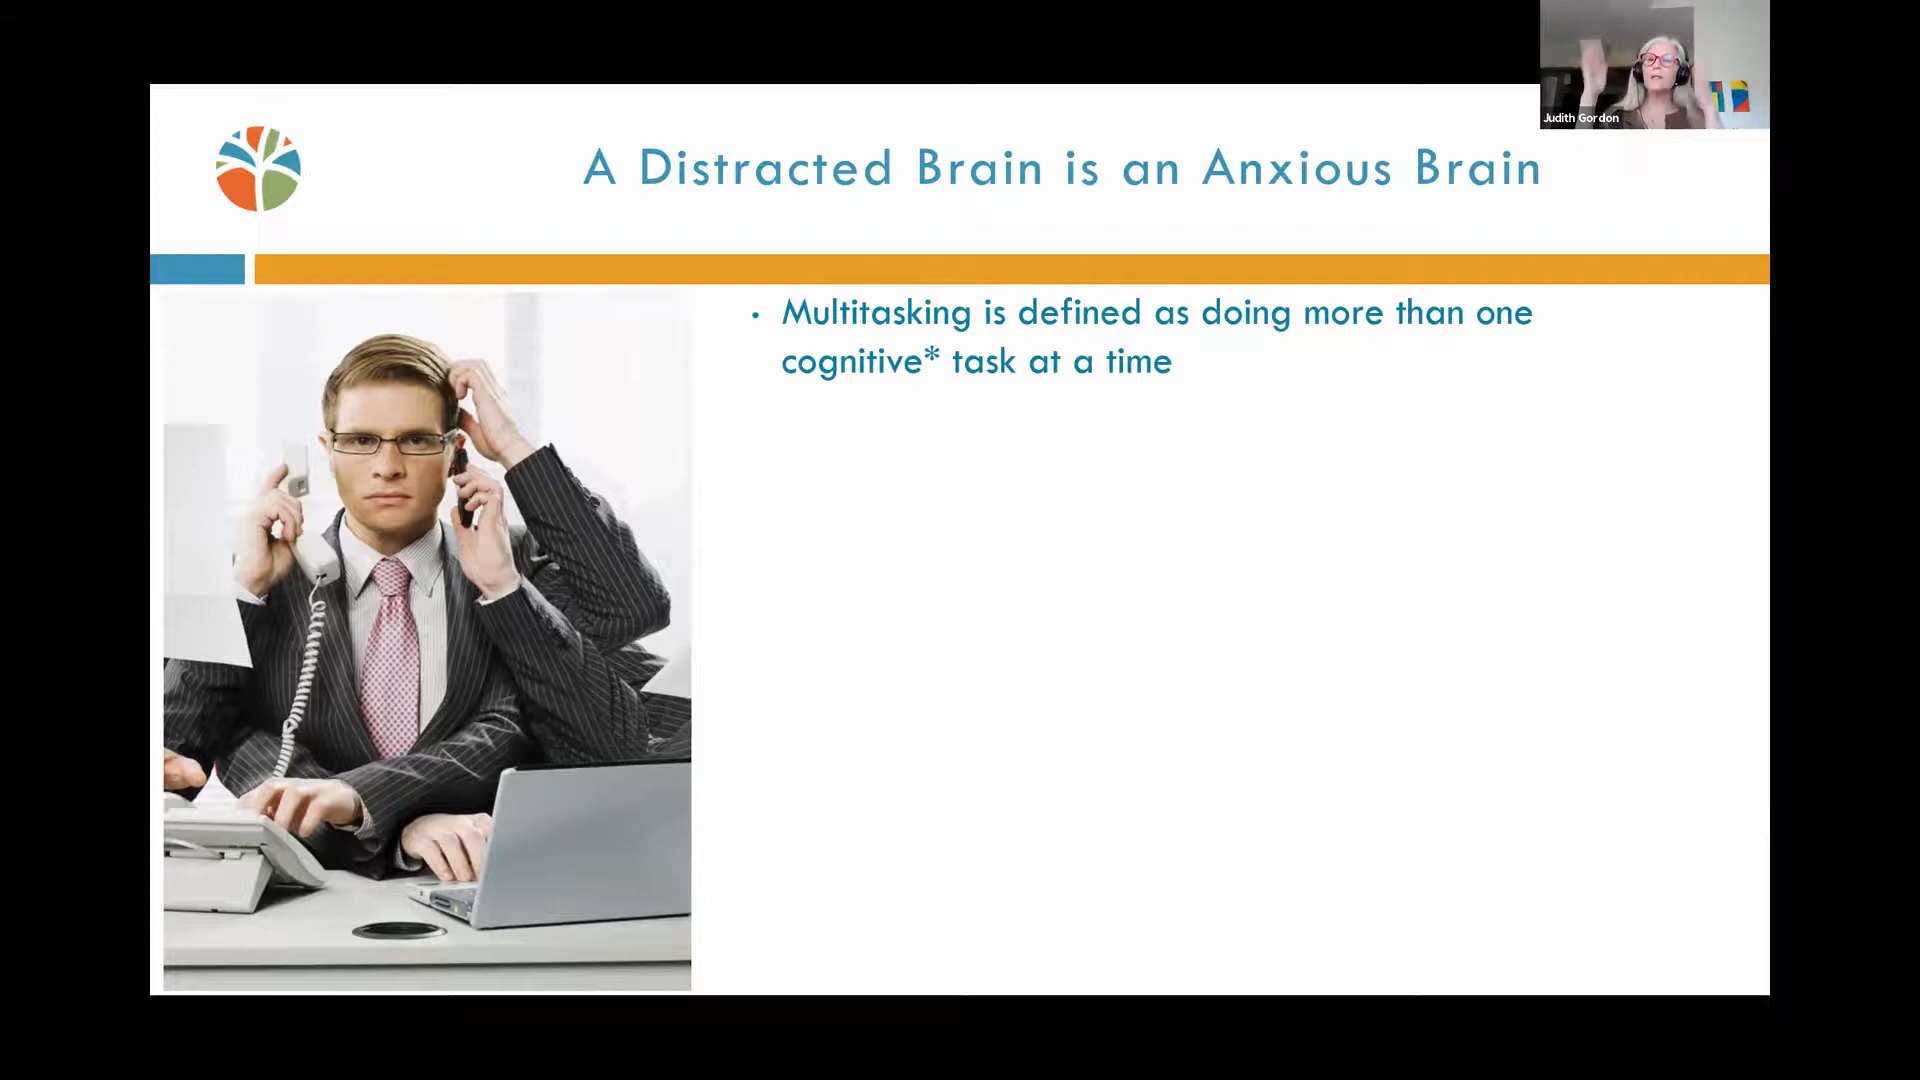 Judith Gordon
A Distracted Brain is an Anxious Brain
• Multitasking is defined as doing more than one
cognitive* task at a time